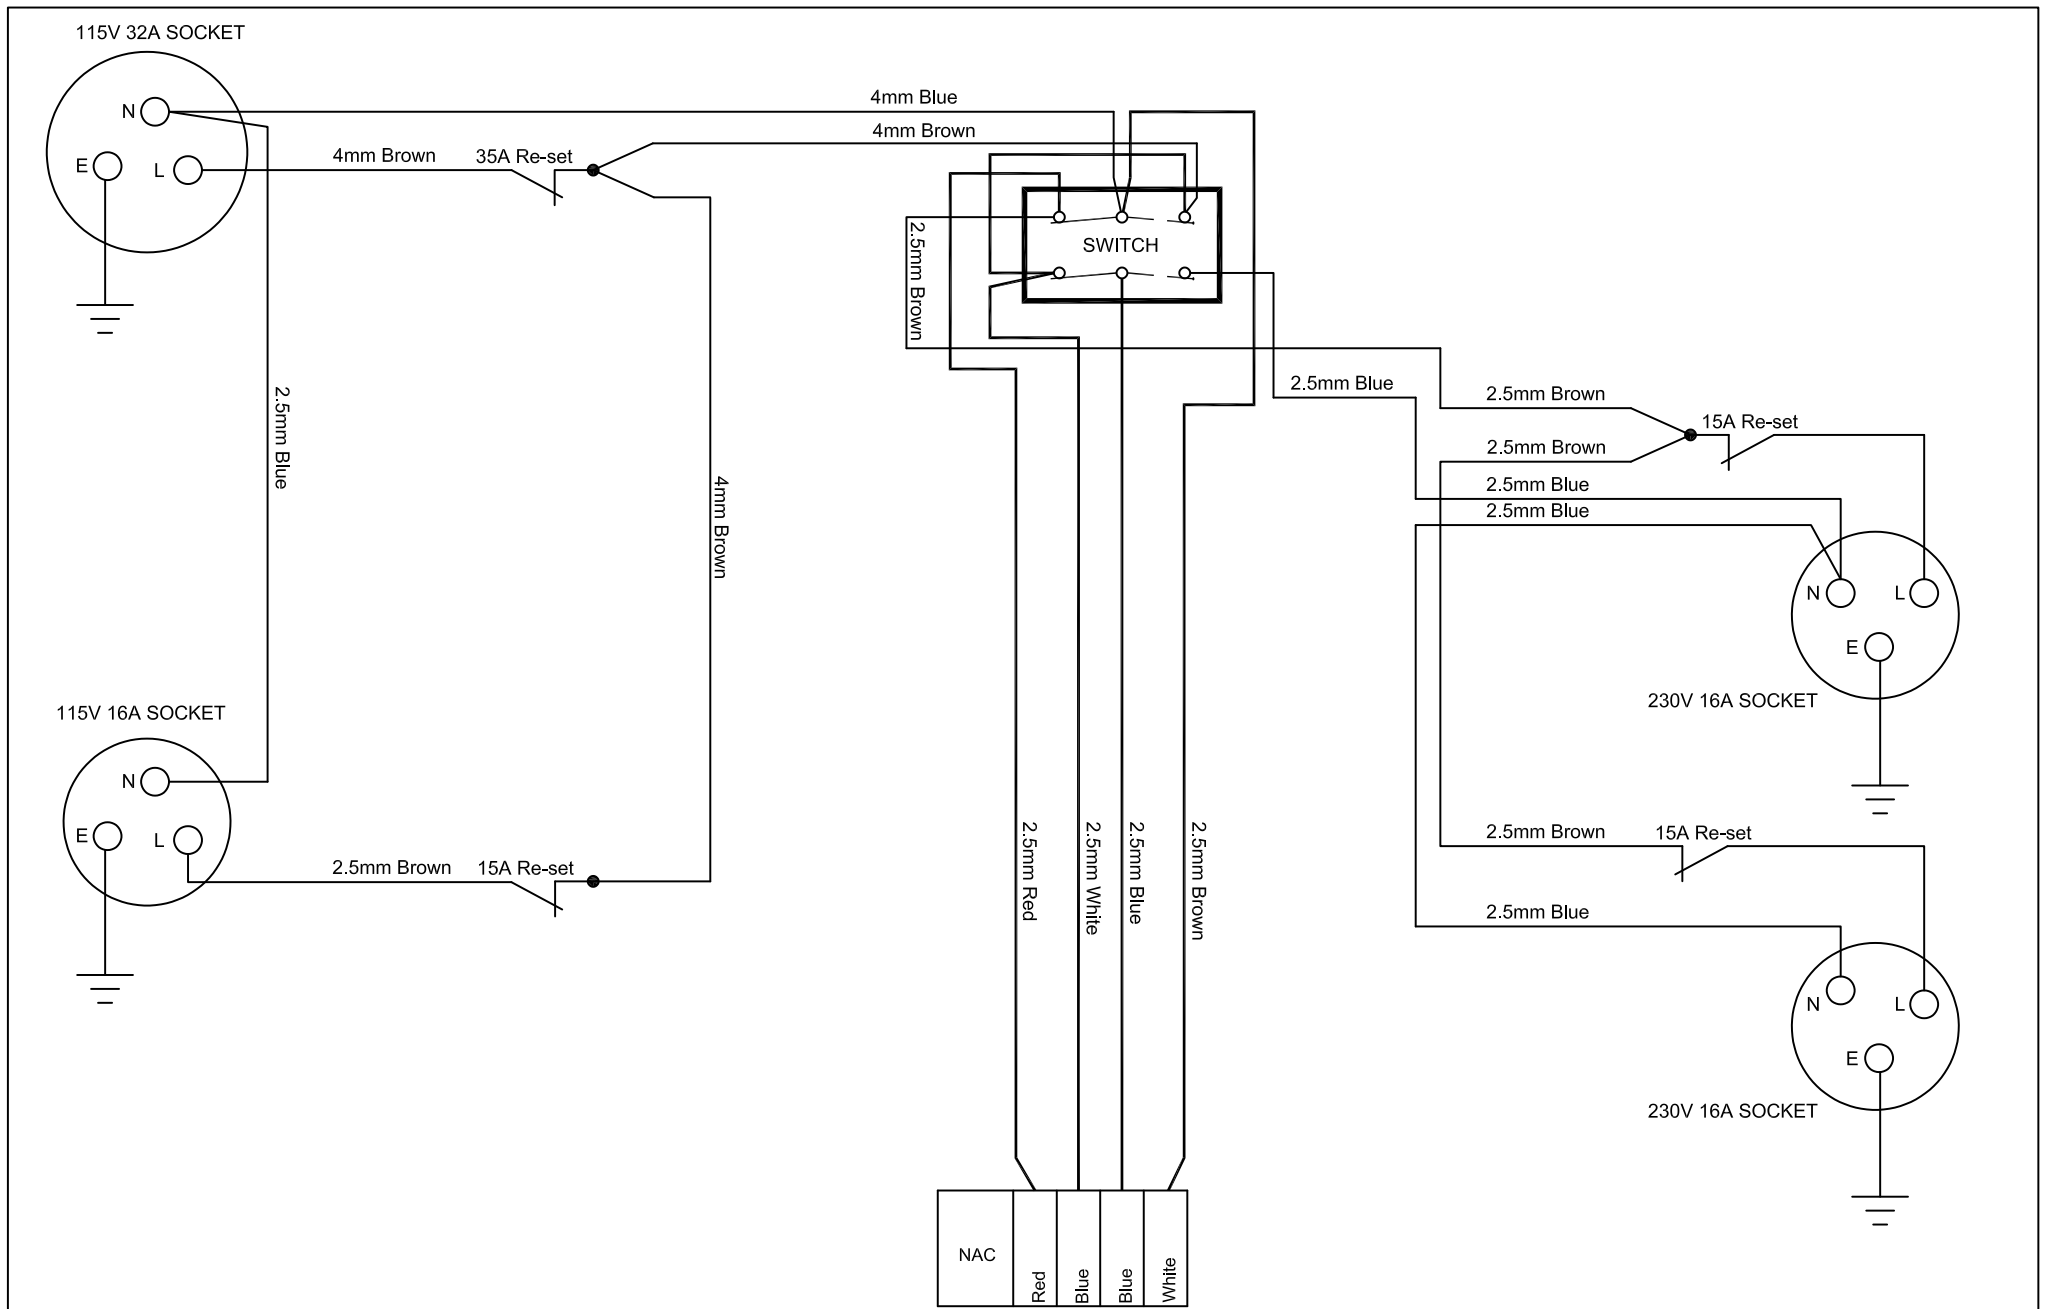 115V 32A SOCKET
N
E
L
4mm Brown
35A Re-set
4mm Blue
4mm Brown
SWITCH
2.5mm Brown
2.5mm Blue
2.5mm Blue
4mm Brown
2.5mm Brown
15A Re-set
2.5mm Brown
2.5mm Blue
2.5mm Blue
N
L
E
230V 16A SOCKET
115V 16A SOCKET
N
E
L
2.5mm Brown
15A Re-set
2.5mm Red
2.5mm White
2.5mm Blue
2.5mm Brown
2.5mm Brown
15A Re-set
2.5mm Blue
N
L
E
230V 16A SOCKET
NAC
Red
Blue
Blue
White